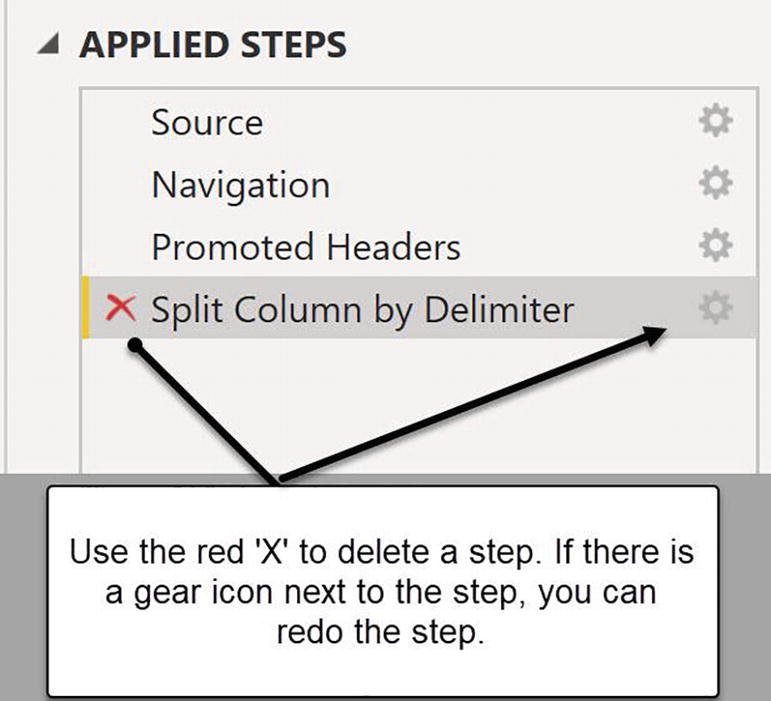 APPLIED STEPS
Source
Navigation
Promoted Headers
Split Column by Delimiter
Use the red 'X' to delete a step. If there is
a gear icon next to the step, you can
redo the step.